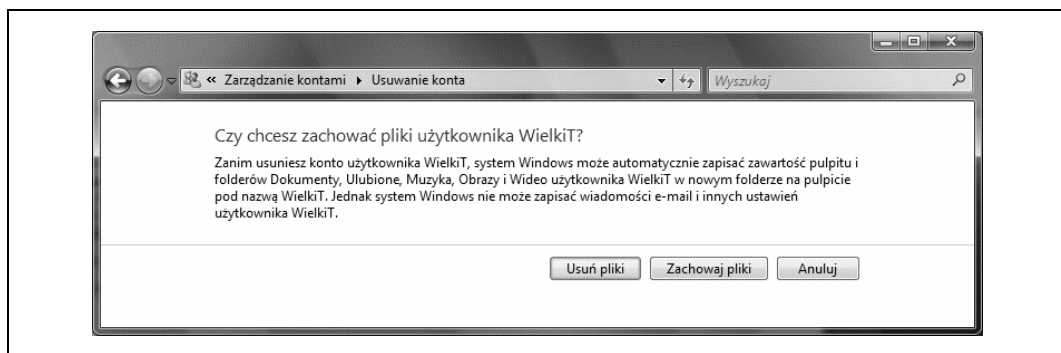 « Zarządzanie kontami ▸ Usuwanie konta Wyszukaj
Czy chcesz zachować pliki użytkownika WielkiT?
Zanim usuniesz konto użytkownika WielkiT, system Windows może automatycznie zapisać zawartość pulpitu i
folderów Dokumenty, Ulubione, Muzyka, Obrazy i Wideo użytkownika WielkiT w nowym folderze na pulpicie
pod nazwą WielkiT. Jednak system Windows nie może zapisać wiadomości e-mail i innych ustawień
użytkownika WielkiT.
Usuń pliki Zachowaj pliki Anuluj